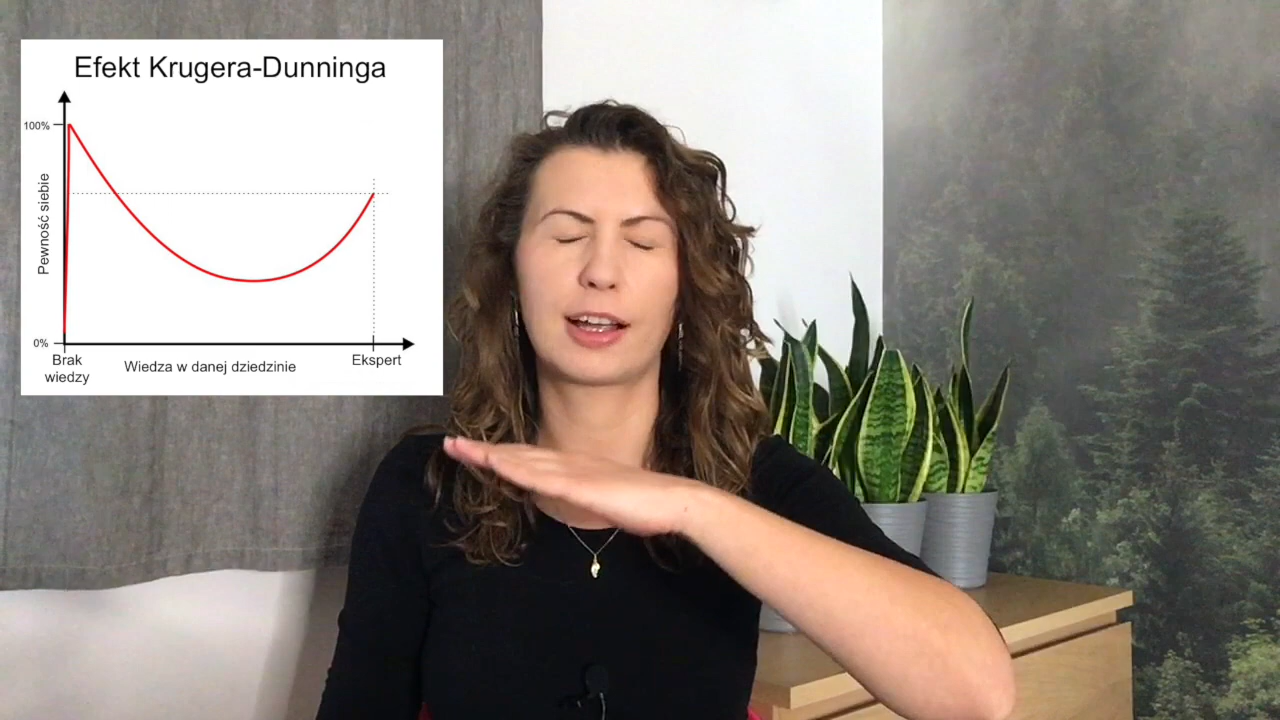 Efekt Krugera-Dunninga
100%
Pewność siebie
0%
Brak
wiedzy
Wiedza w danej dziedzinie
Ekspert